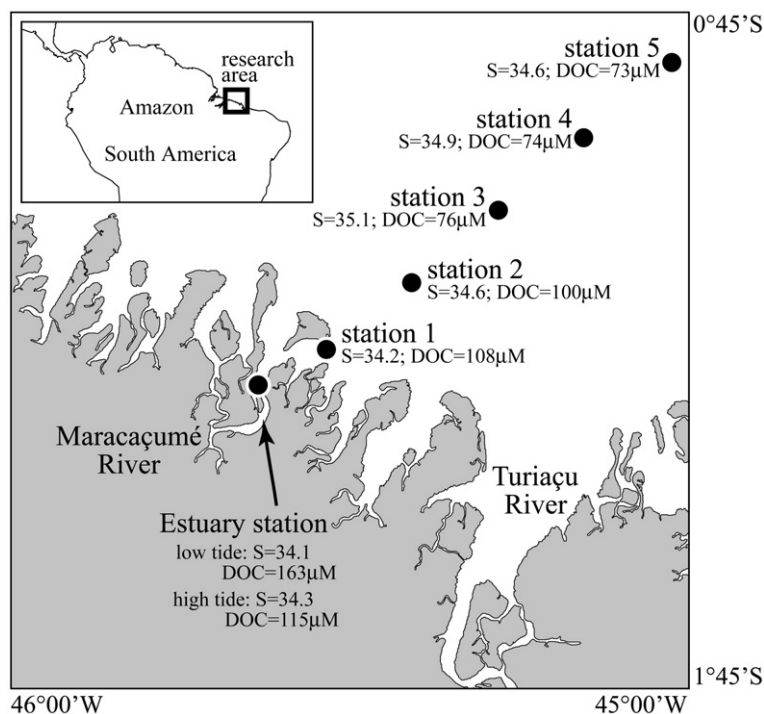 0°45'S
research
area
Amazon
South America
station 5
S=34.6; DOC=73µM
station 4
S=34.9; DOC=74µM
station 3
S=35.1; DOC=76µM
station 2
S=34.6; DOC=100µM
station 1
S=34.2; DOC=108µM
Maracaçumé
River
Turiaçu
River
Estuary station
low tide: S=34.1
DOC=163µM
high tide: S=34.3
DOC=115µM
1°45'S
46°00'W
45°00'W